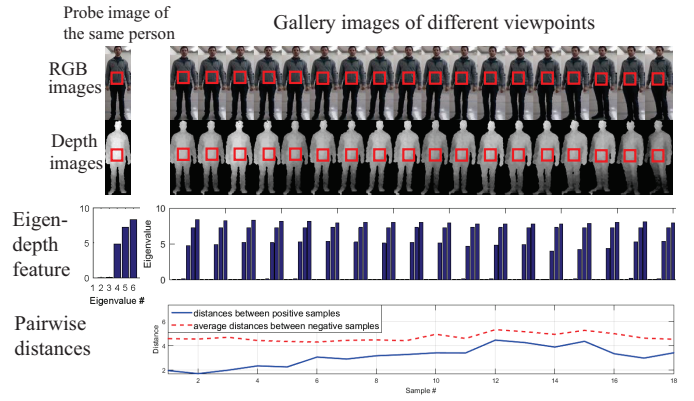 Probe image of
the same person
Gallery images of different viewpoints
RGB
images
Depth
images
Eigen-
depth
feature
10
5
0
1 2 3 4 5 6
Eigenvalue #
Eigenvalue
10
5
0
Pairwise
distances
distances between positive samples
average distances between negative samples
Distance
6
4
2
2 4 6 8 10 12 14 16 18
Sample #